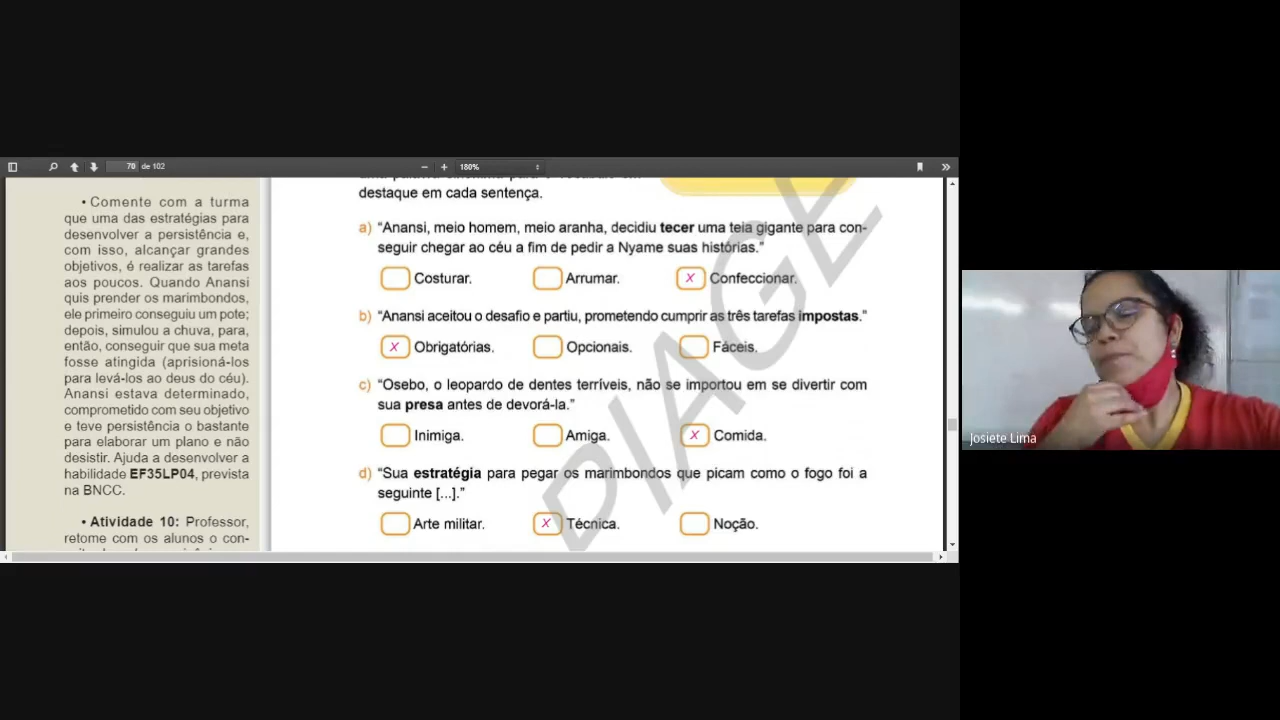 70 de 102
180%
• Comente com a turma
que uma das estratégias para
desenvolver a persistência e,
com isso, alcançar grandes
objetivos, é realizar as tarefas
aos poucos. Quando Anansi
quis prender os marimbondos,
ele primeiro conseguiu um pote;
depois, simulou a chuva, para,
então, conseguir que sua meta
fosse atingida (aprisioná-los
para levá-los ao deus do céu).
Anansi estava determinado,
comprometido com seu objetivo
e teve persistência o bastante
para elaborar um plano e não
desistir. Ajuda a desenvolver a
habilidade EF35LP04, prevista
na BNCC.
• Atividade 10: Professor,
retome com os alunos o con-
destaque em cada sentença.
a) “Anansi, meio homem, meio aranha, decidiu tecer uma teia gigante para con-
seguir chegar ao céu a fim de pedir a Nyame suas histórias.”
Costurar. Arrumar. X Confeccionar.
b) “Anansi aceitou o desafio e partiu, prometendo cumprir as três tarefas impostas.”
X Obrigatórias. Opcionais. Fáceis.
c) “Osebo, o leopardo de dentes terríveis, não se importou em se divertir com
sua presa antes de devorá-la.”
Inimiga. Amiga. X Comida.
d) “Sua estratégia para pegar os marimbondos que picam como o fogo foi a
seguinte [...].”
Arte militar. X Técnica. Noção.
DIAGE
Josiete Lima